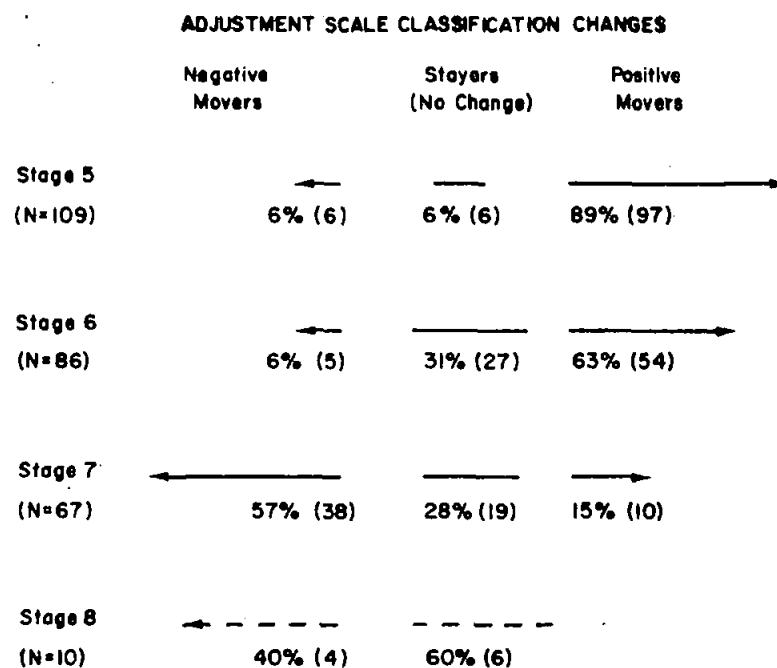 ADJUSTMENT SCALE CLASSIFICATION CHANGES
Negative Stayers Positive
Movers (No Change) Movers
Stage 5
(N=109) 6% (6) 6% (6) 89% (97)
Stage 6
(N=86) 6% (5) 31% (27) 63% (54)
Stage 7
(N=67) 57% (38) 28% (19) 15% (10)
Stage 8
(N=10) 40% (4) 60% (6)